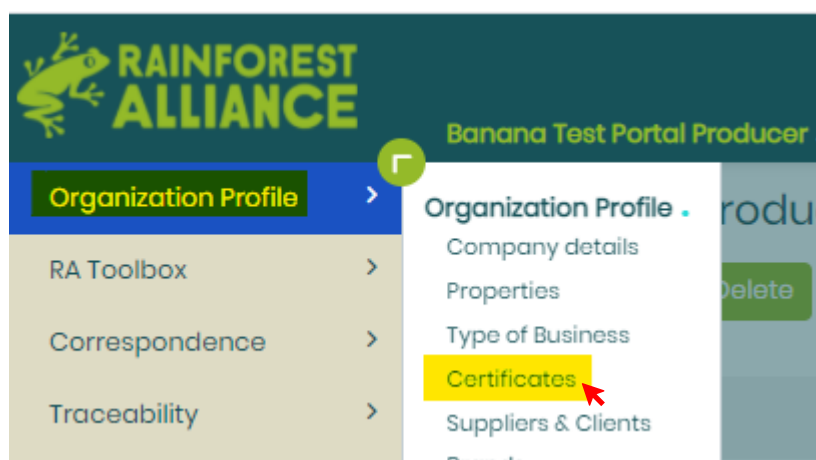 RAINFOREST
ALLIANCE
Banana Test Portal Producer
Organization Profile
RA Toolbox
Correspondence
Traceability
Organization Profile .
Company details
Properties
Type of Business
Certificates
Suppliers & Clients
rodu
Delete